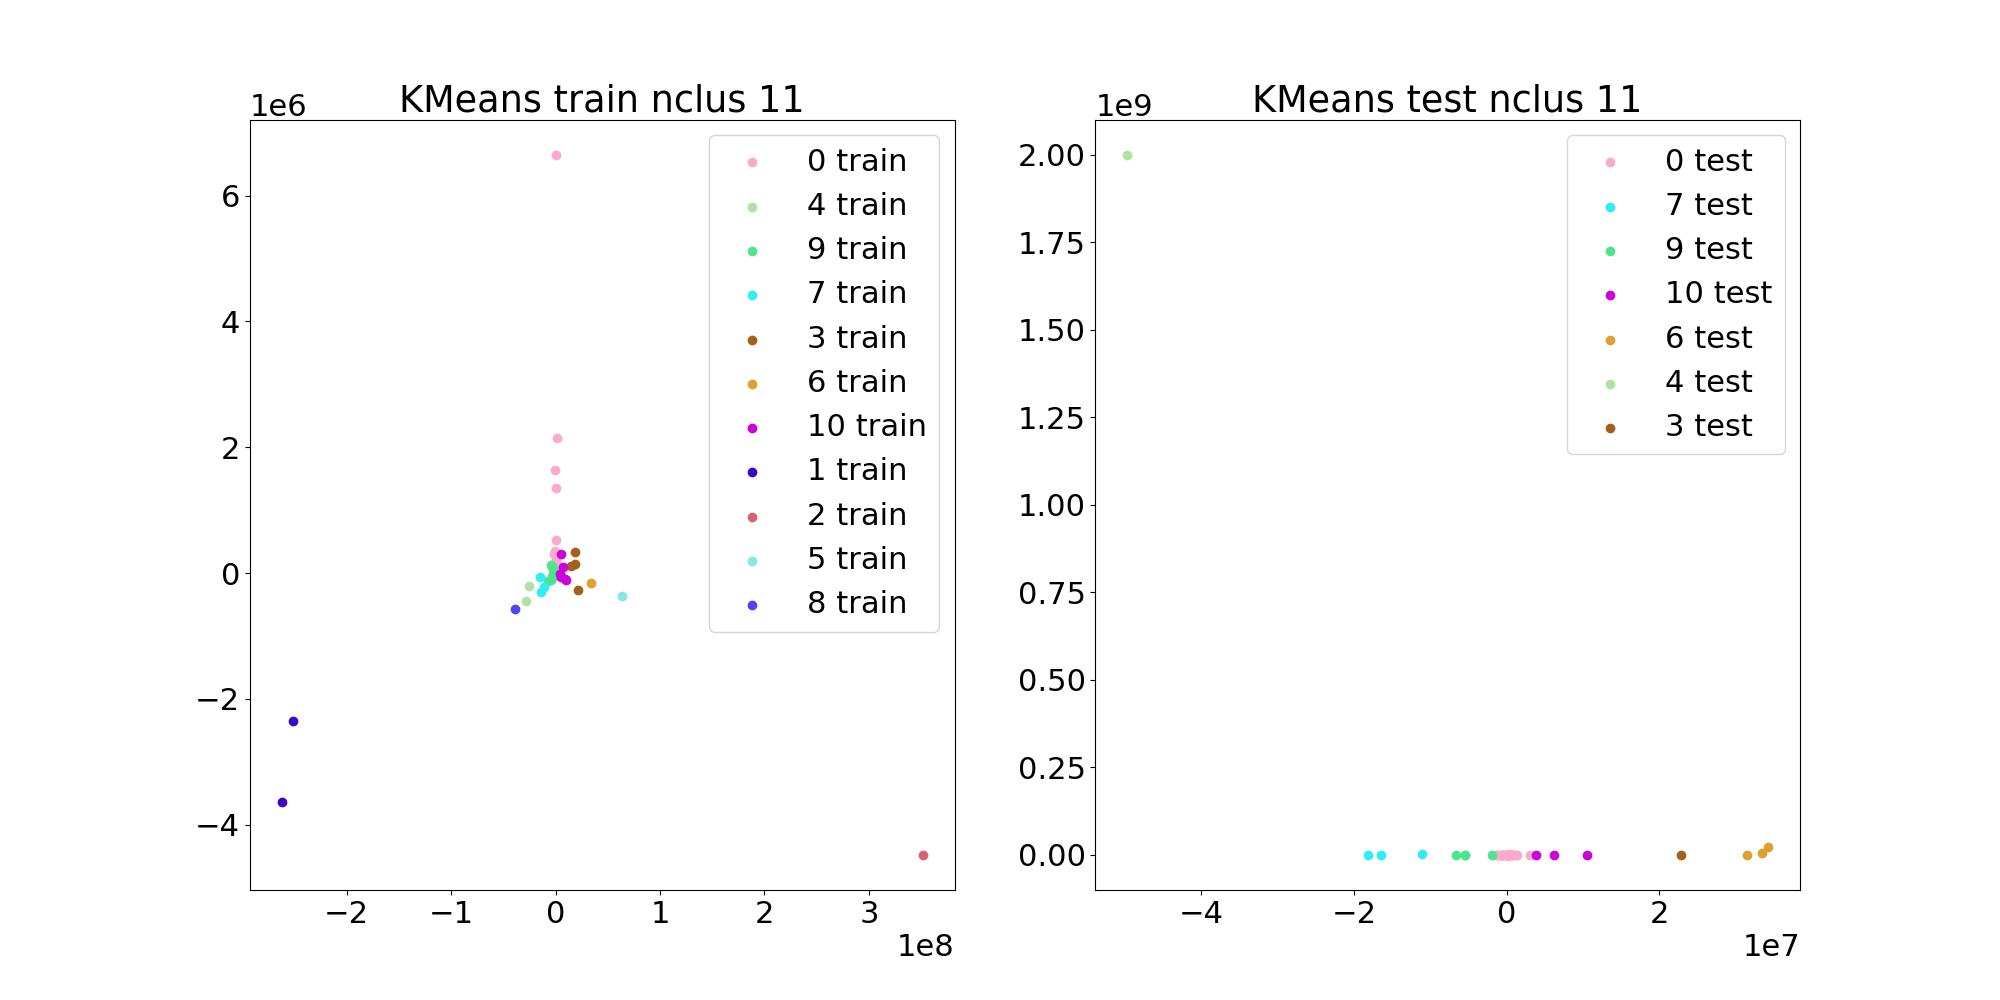 KMeans train nclus 11
1e6
6
4
2
0
−2
−4
−2
−1
0
1
2
3
1e8
0 train
4 train
9 train
7 train
3 train
6 train
10 train
1 train
2 train
5 train
8 train
KMeans test nclus 11
1e9
2.00
1.75
1.50
1.25
1.00
0.75
0.50
0.25
0.00
−4
−2
0
2
1e7
0 test
7 test
9 test
10 test
6 test
4 test
3 test